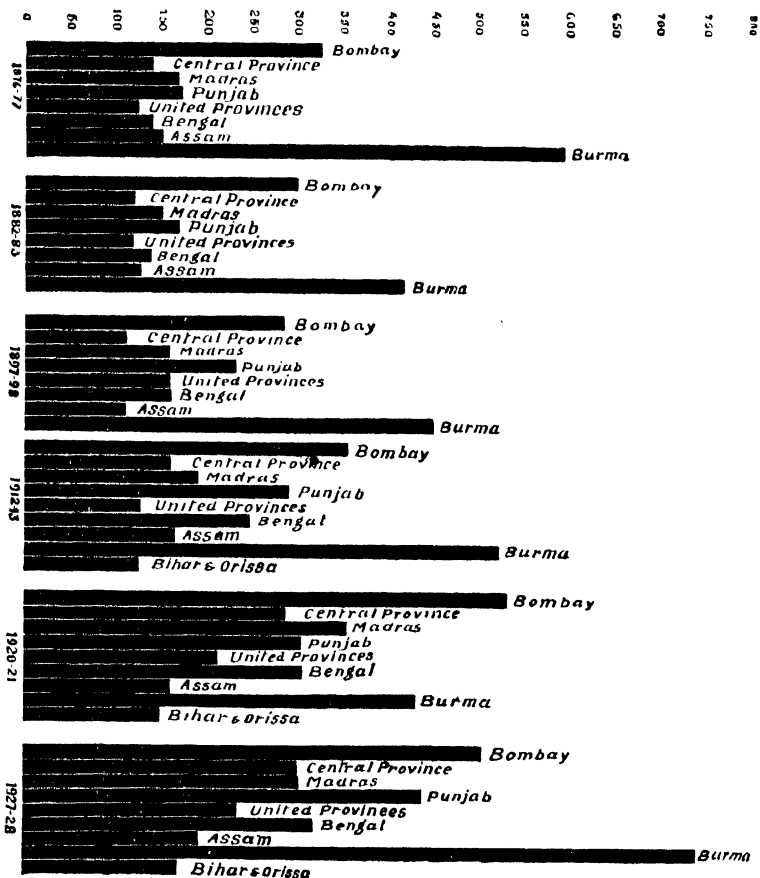 0 50 100 150 200 250 300 350 400 450 500 550 600 650 700 750 800
1876-77
Bombay
Central Province
Madras
Punjab
United Provinces
Bengal
Assam
Burma
1882-83
Bombay
Central Province
Madras
Punjab
United Provinces
Bengal
Assam
Burma
1897-98
Bombay
Central Province
Madras
Punjab
United Provinces
Bengal
Assam
Burma
1912-13
Bombay
Central Province
Madras
Punjab
United Provinces
Bengal
Assam
Burma
Bihar & Orissa
1920-21
Bombay
Central Province
Madras
Punjab
United Provinces
Bengal
Assam
Burma
Bihar & Orissa
1927-28
Bombay
Central Province
Madras
Punjab
United Provinces
Bengal
Assam
Burma
Bihar & Orissa